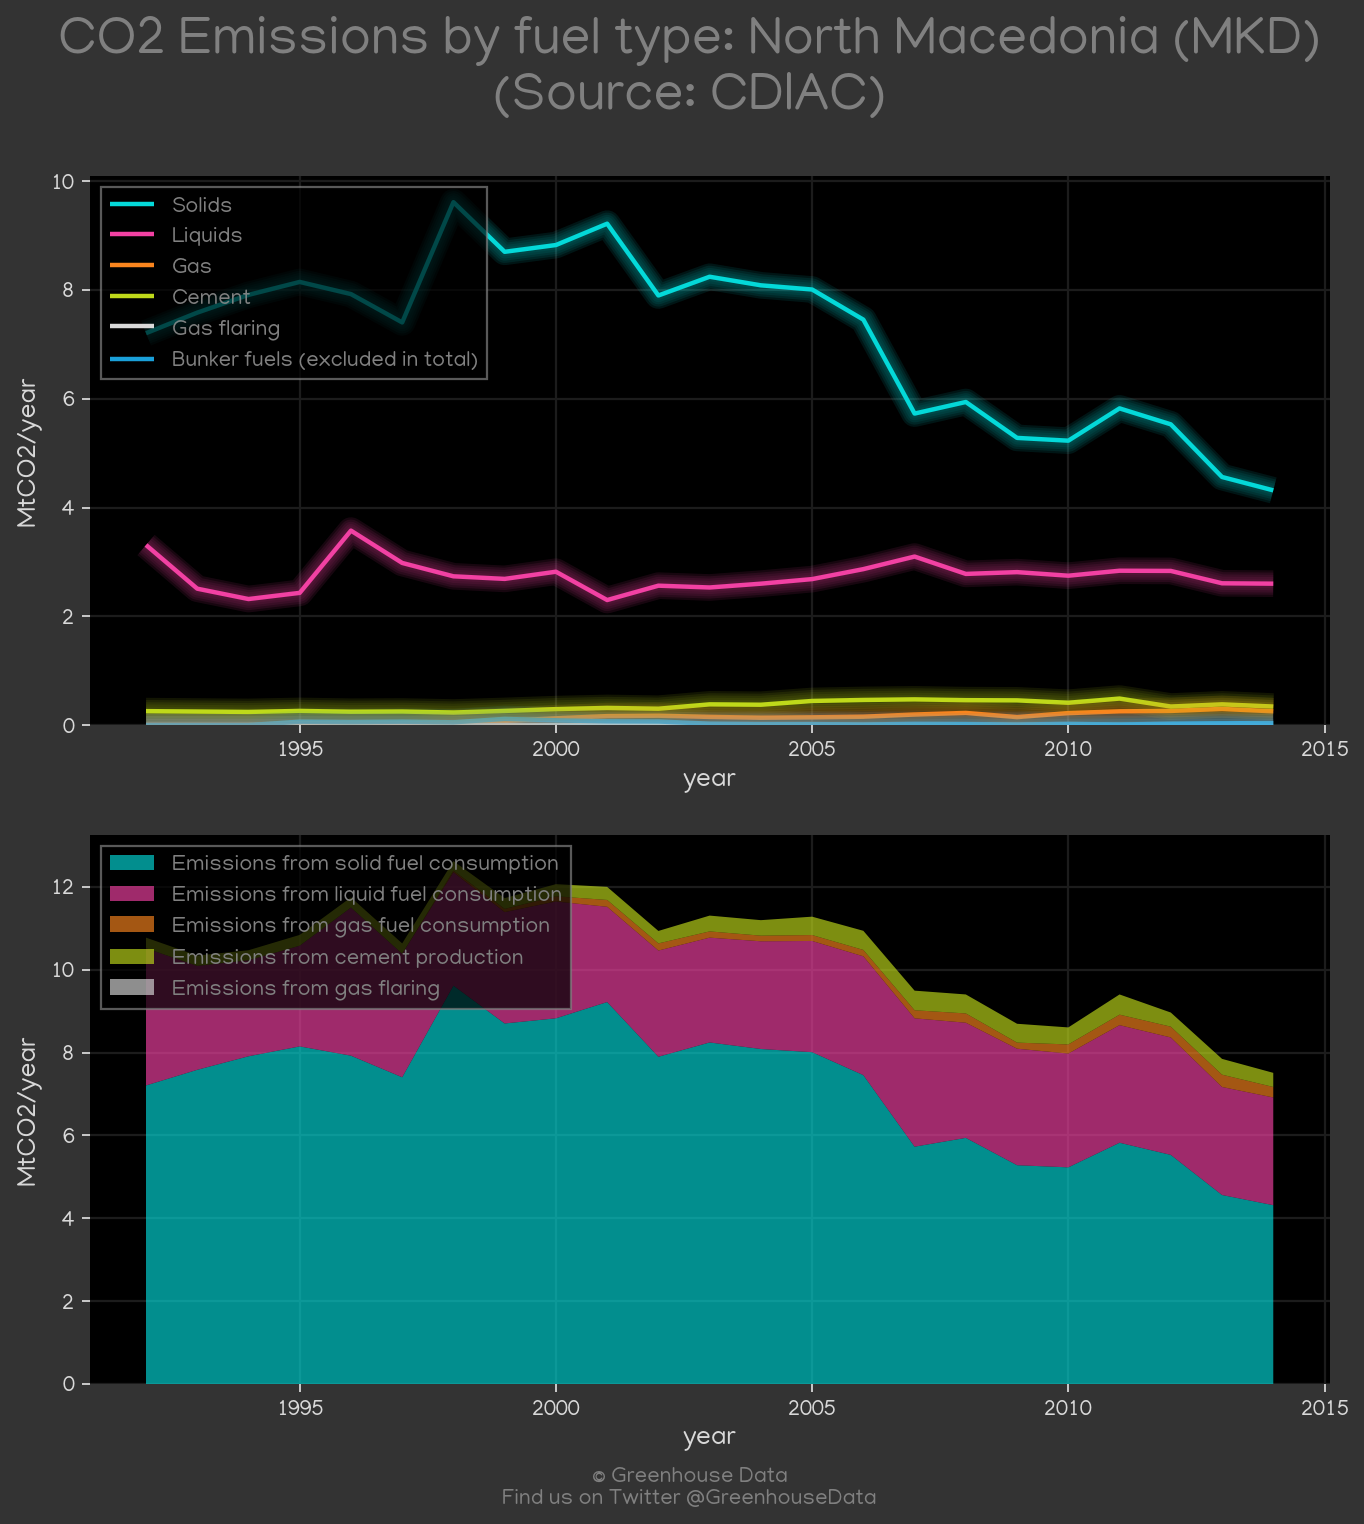 CO2 Emissions by fuel type: North Macedonia (MKD)
(Source: CDIAC)
10
8
6
4
2
0
MtCO2/year
Solids
Liquids
Gas
Cement
Gas flaring
Bunker fuels (excluded in total)
1995
2000
2005
2010
2015
year
12
10
8
6
4
2
0
MtCO2/year
Emissions from solid fuel consumption
Emissions from liquid fuel consumption
Emissions from gas fuel consumption
Emissions from cement production
Emissions from gas flaring
1995
2000
2005
2010
2015
year
© Greenhouse Data
Find us on Twitter @GreenhouseData